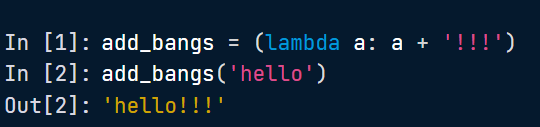 In [1]: add_bangs = (lambda a: a + '!!!')
In [2]: add_bangs('hello')
Out[2]: 'hello!!!'